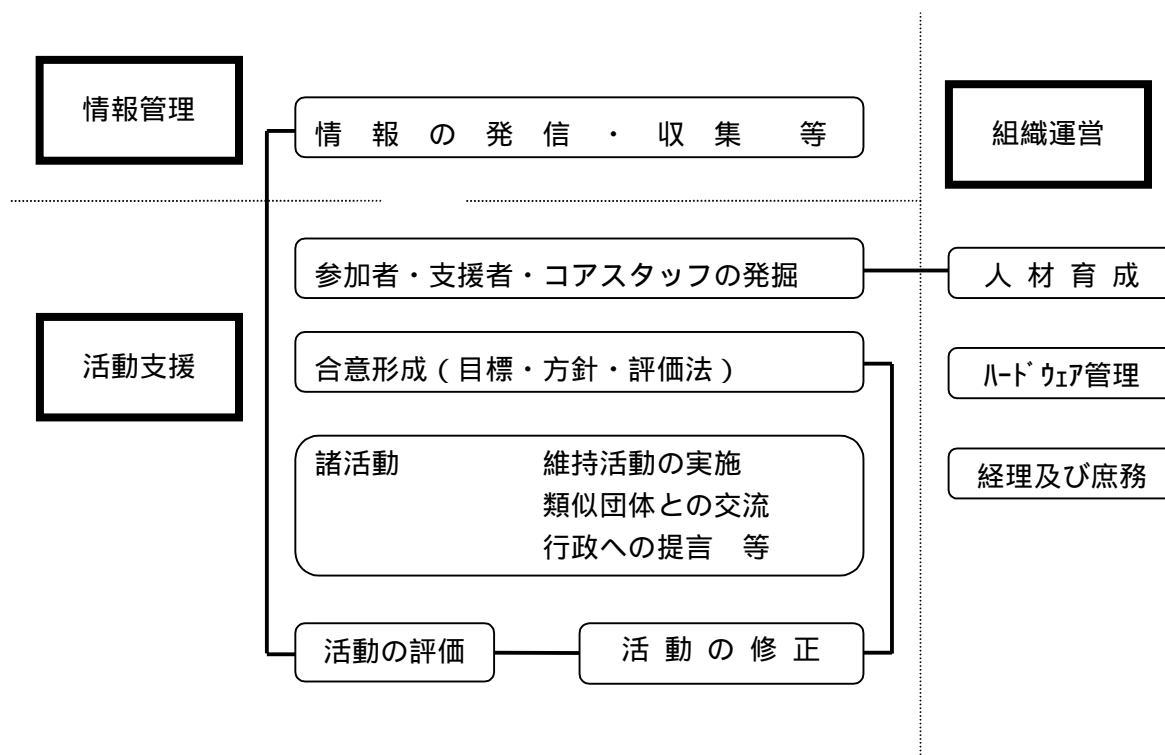 情報管理
情報の発信・収集　等
組織運営
参加者・支援者・コアスタッフの発掘
人材育成
活動支援
合意形成（目標・方針・評価法）
ﾊｰﾄﾞｳｪｱ管理
諸活動　維持活動の実施
類似団体との交流
行政への提言　等
経理及び庶務
活動の評価
活動の修正